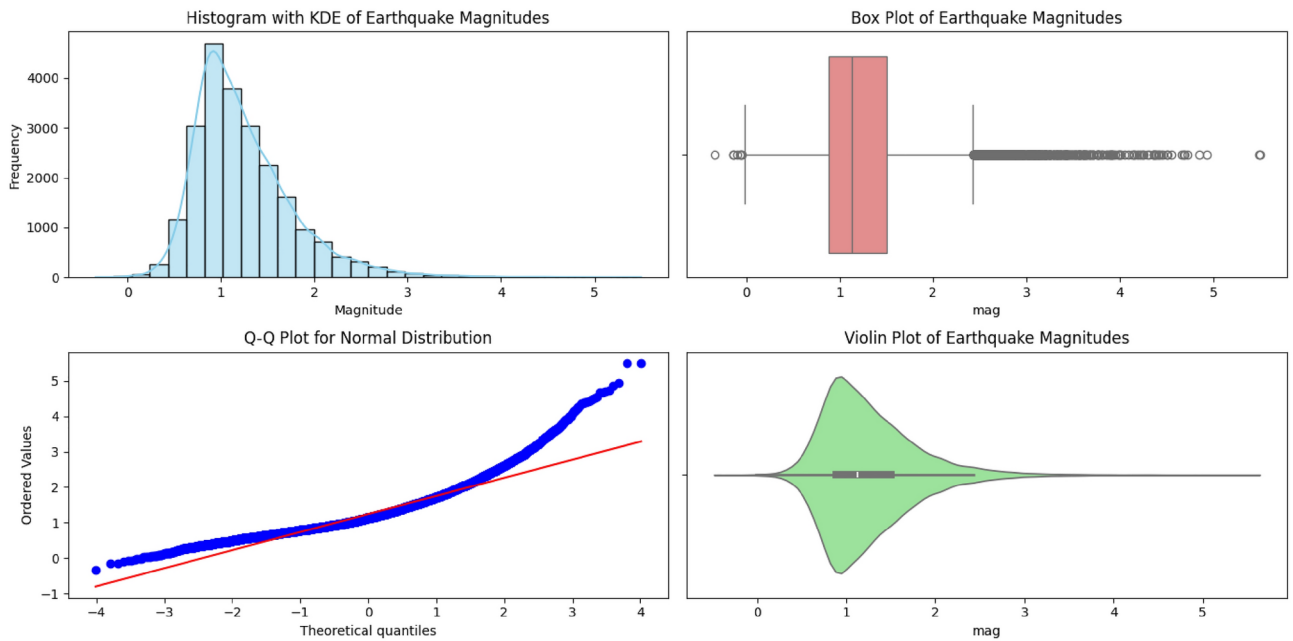 Histogram with KDE of Earthquake Magnitudes
Frequency
4000
3000
2000
1000
0
0 1 2 3 4 5
Magnitude
Box Plot of Earthquake Magnitudes
0 1 2 3 4 5
mag
Q-Q Plot for Normal Distribution
Ordered Values
5
4
3
2
1
0
−1
−4 −3 −2 −1 0 1 2 3 4
Theoretical quantiles
Violin Plot of Earthquake Magnitudes
0 1 2 3 4 5
mag